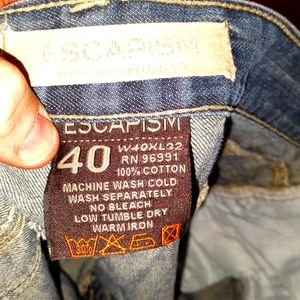 ESCAPISM
ESCAPISM
40
W40XL32
RN 96991
100% COTTON
MACHINE WASH COLD
WASH SEPARATELY
NO BLEACH
LOW TUMBLE DRY
WARM IRON